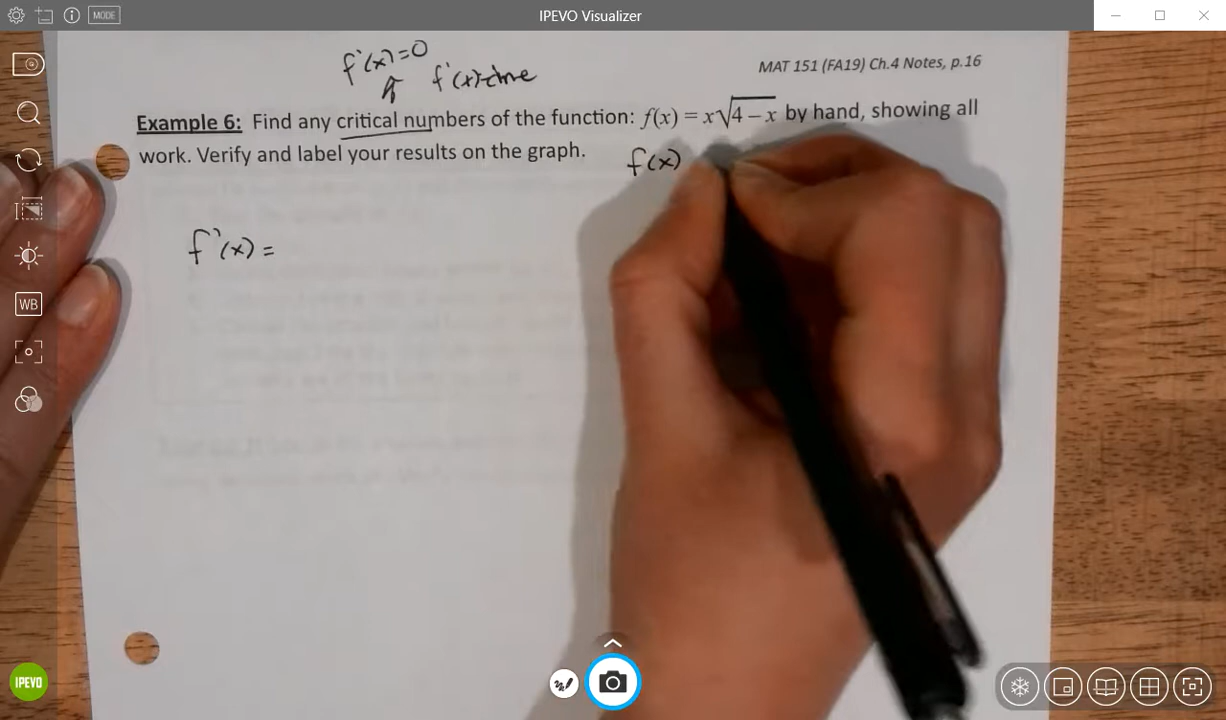 IPEVO Visualizer
MODE
f'(x)=0
f'(x) dne
MAT 151 (FA19) Ch.4 Notes, p.16
Example 6: Find any critical numbers of the function: f(x) = x√4 – x by hand, showing all
work. Verify and label your results on the graph.
f(x)
f'(x) =
WB
IPEVO